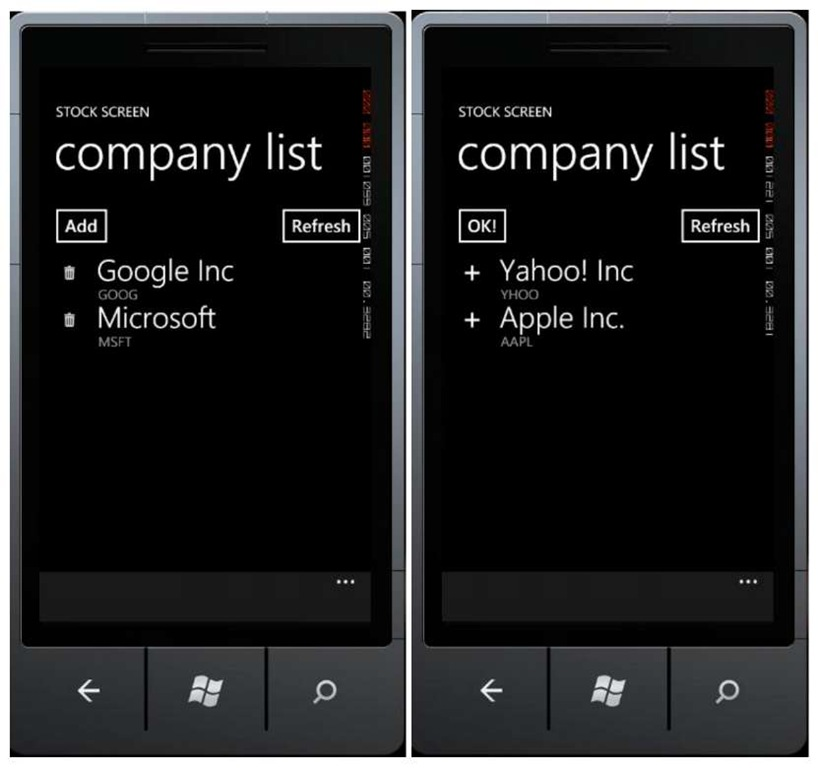 STOCK SCREEN
company list
Add
Refresh
Google Inc
GOOG
Microsoft
MSFT
...
STOCK SCREEN
company list
OK!
Refresh
+ Yahoo! Inc
YHOO
+ Apple Inc.
AAPL
...